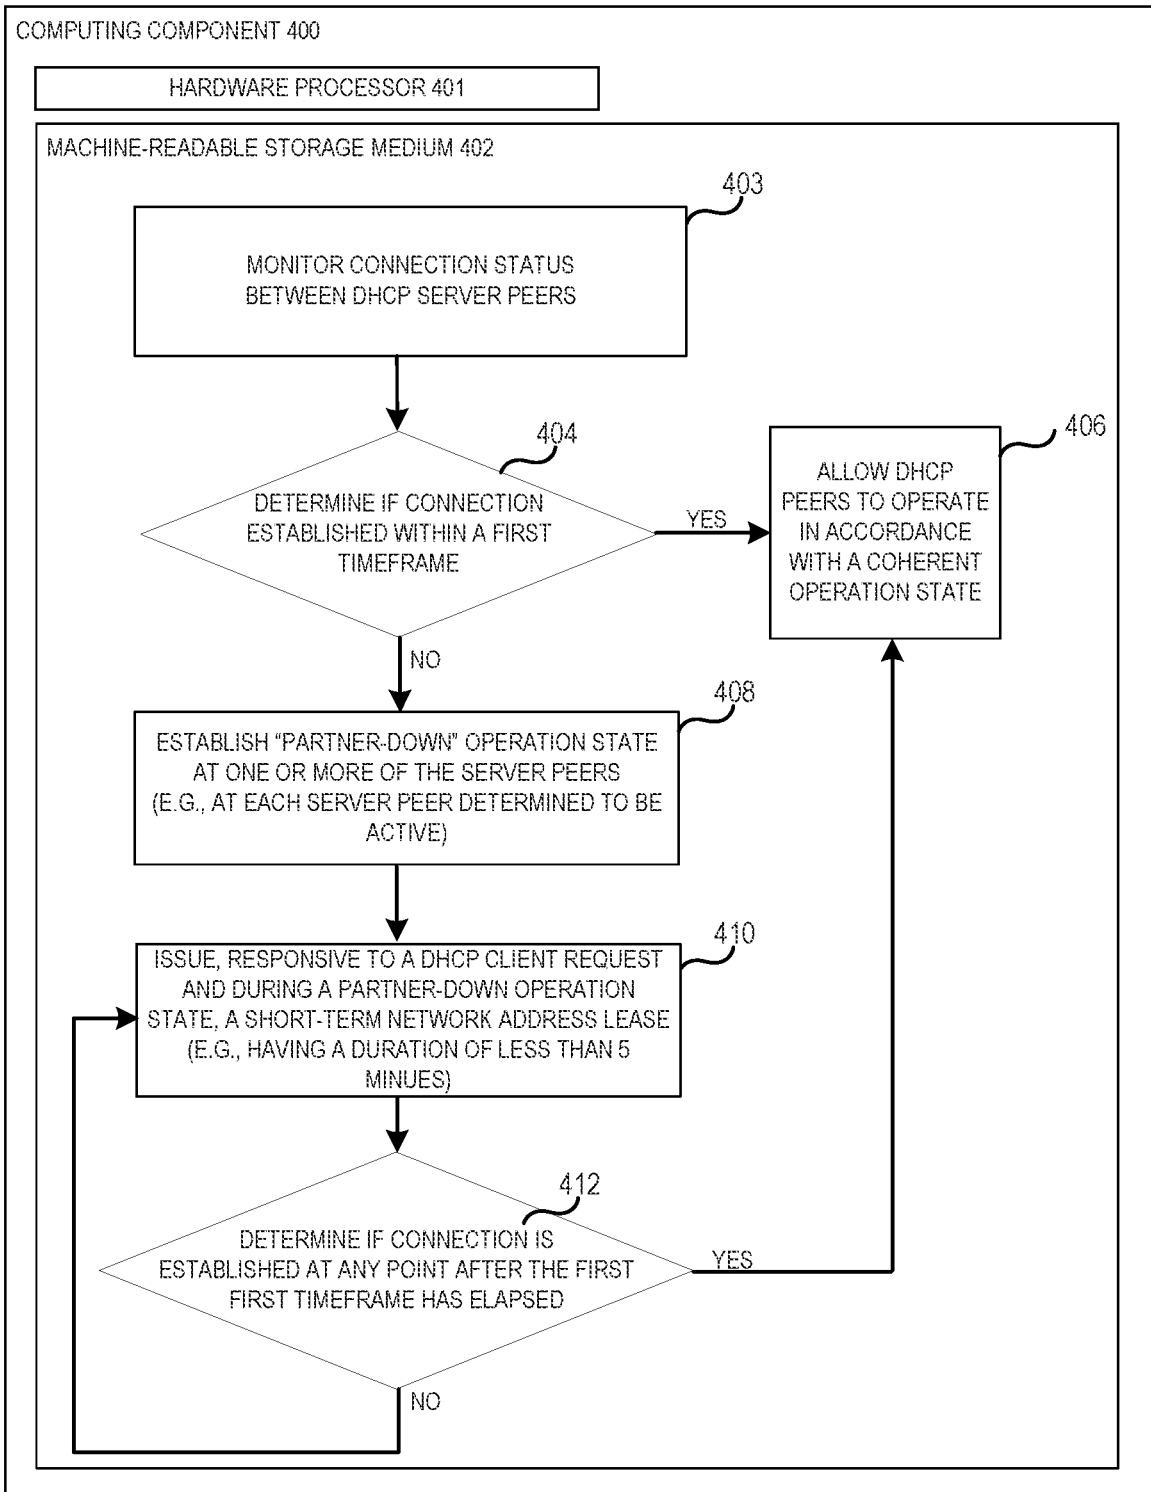 COMPUTING COMPONENT 400
HARDWARE PROCESSOR 401
MACHINE-READABLE STORAGE MEDIUM 402
403
MONITOR CONNECTION STATUS
BETWEEN DHCP SERVER PEERS
404
DETERMINE IF CONNECTION
ESTABLISHED WITHIN A FIRST
TIMEFRAME
YES
406
ALLOW DHCP
PEERS TO OPERATE
IN ACCORDANCE
WITH A COHERENT
OPERATION STATE
NO
408
ESTABLISH “PARTNER-DOWN” OPERATION STATE
AT ONE OR MORE OF THE SERVER PEERS
(E.G., AT EACH SERVER PEER DETERMINED TO BE
ACTIVE)
410
ISSUE, RESPONSIVE TO A DHCP CLIENT REQUEST
AND DURING A PARTNER-DOWN OPERATION
STATE, A SHORT-TERM NETWORK ADDRESS LEASE
(E.G., HAVING A DURATION OF LESS THAN 5
MINUES)
412
DETERMINE IF CONNECTION IS
ESTABLISHED AT ANY POINT AFTER THE FIRST
FIRST TIMEFRAME HAS ELAPSED
YES
NO